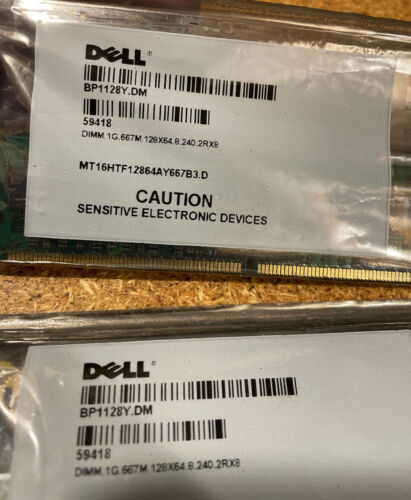 DELL
BP1128Y.DM
59418
DIMM.1G.667M.128X64.8.240.2RX8
MT16HTF12864AY667B3.D
CAUTION
SENSITIVE ELECTRONIC DEVICES
DELL
BP1128Y.DM
59418
DIMM.1G.667M.128X64.8.240.2RX8